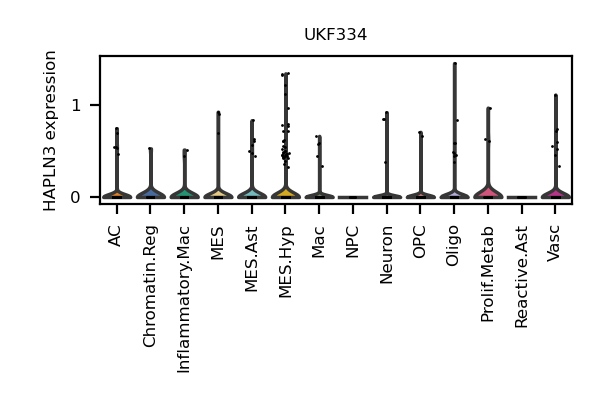 UKF334
HAPLN3 expression
1
0
AC
Chromatin.Reg
Inflammatory.Mac
MES
MES.Ast
MES.Hyp
Mac
NPC
Neuron
OPC
Oligo
Prolif.Metab
Reactive.Ast
Vasc